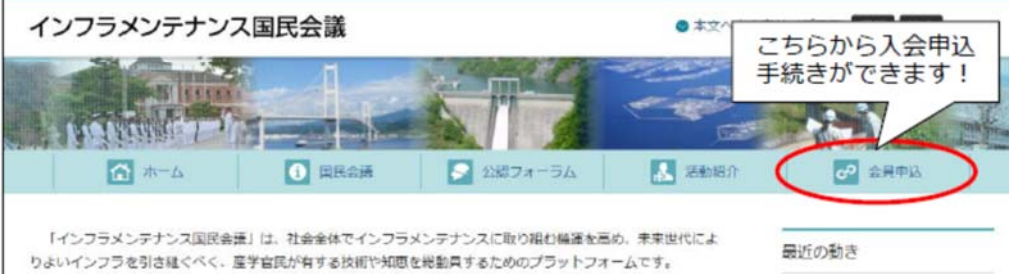 インフラメンテナンス国民会議
本文へ
こちらから入会申込
手続きができます！
ホーム
国民会議
公認フォーラム
活動紹介
会員申込
「インフラメンテナンス国民会議」は、社会全体でインフラメンテナンスに取り組む機運を高め、未来世代によ
りよいインフラを引き継ぐべく、産学官民が有する技術や知恵を総動員するためのプラットフォームです。
最近の動き